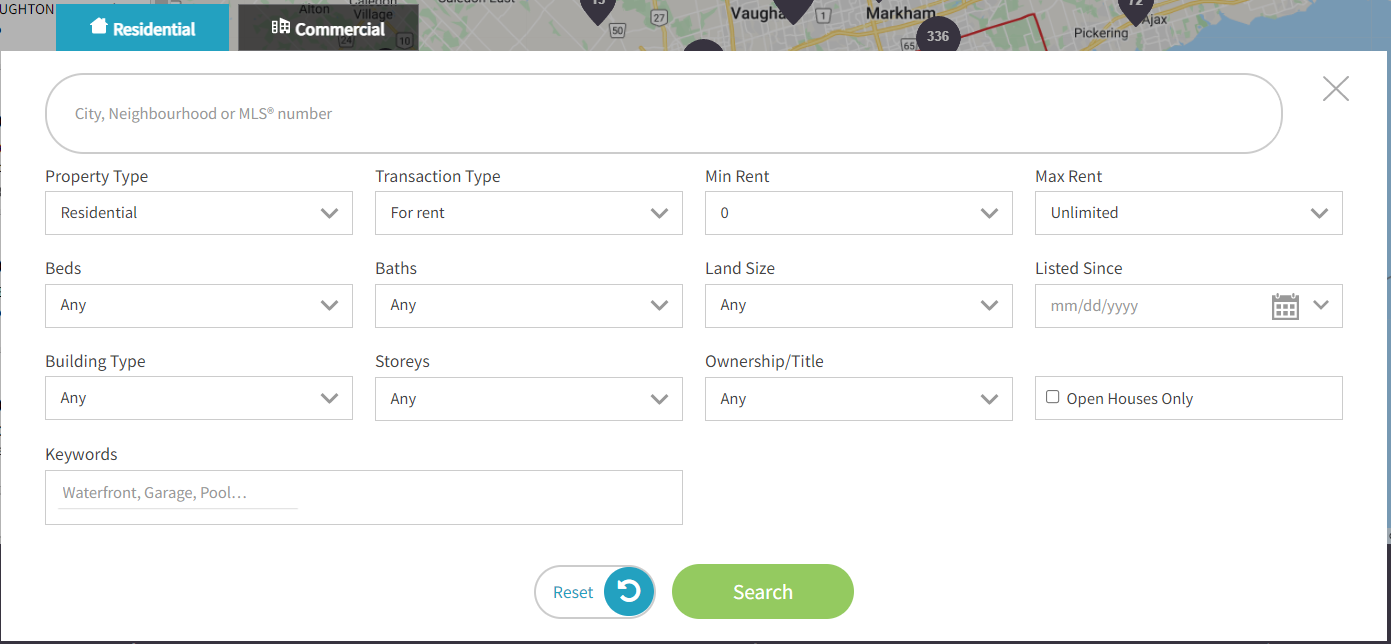 UGHTON
Alton
Caledon
Village
Caledon East
15
72
27
50
24
10
Vaughan
1
Markham
65
336
Pickering
Ajax
Residential
Commercial
City, Neighbourhood or MLS® number
Property Type
Transaction Type
Min Rent
Max Rent
Residential
For rent
0
Unlimited
Beds
Baths
Land Size
Listed Since
Any
Any
Any
mm/dd/yyyy
Building Type
Storeys
Ownership/Title
Any
Any
Any
Open Houses Only
Keywords
Waterfront, Garage, Pool…
Reset
Search